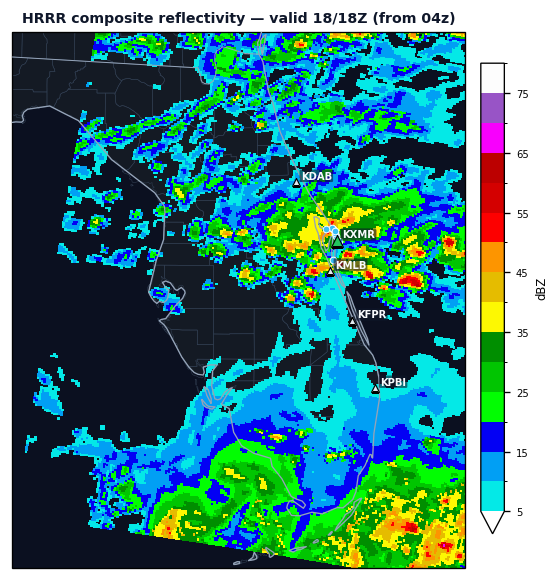 HRRR composite reflectivity — valid 18/18Z (from 04z)
KDAB
KXMR
KMLB
KFPR
KPBI
75
65
55
45
35
25
15
5
dBZ